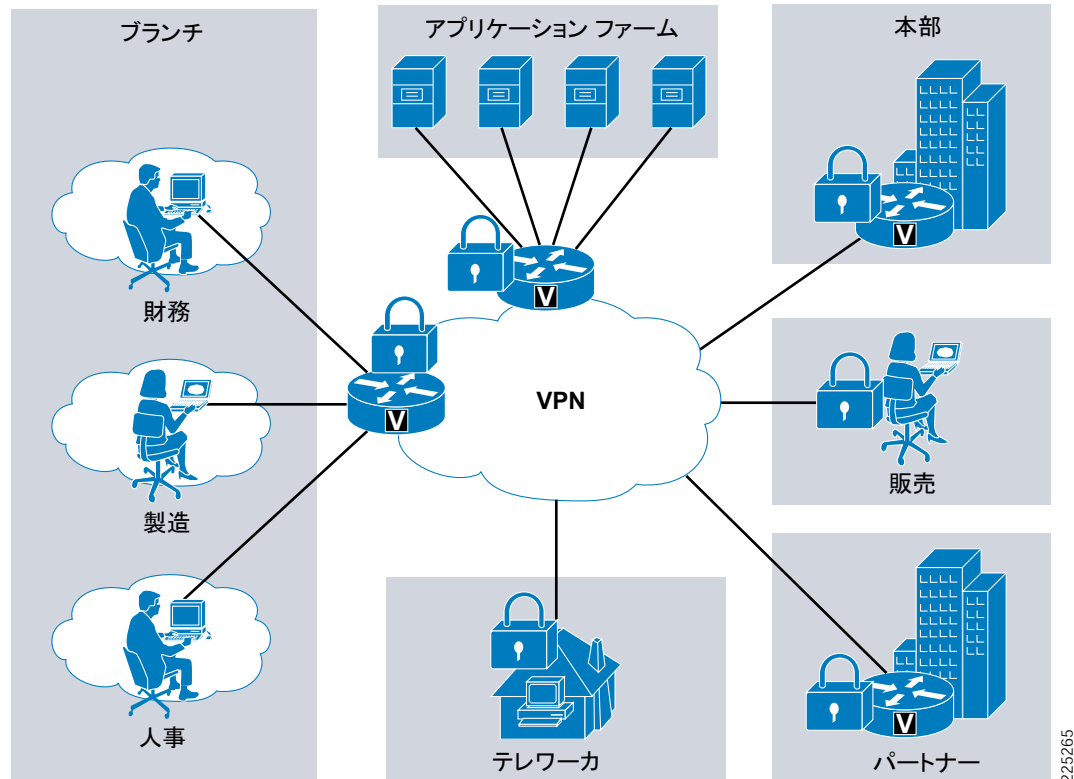 ブランチ
アプリケーション ファーム
本部
財務
製造
人事
V
V
V
VPN
販売
テレワーカ
V
パートナー
225265